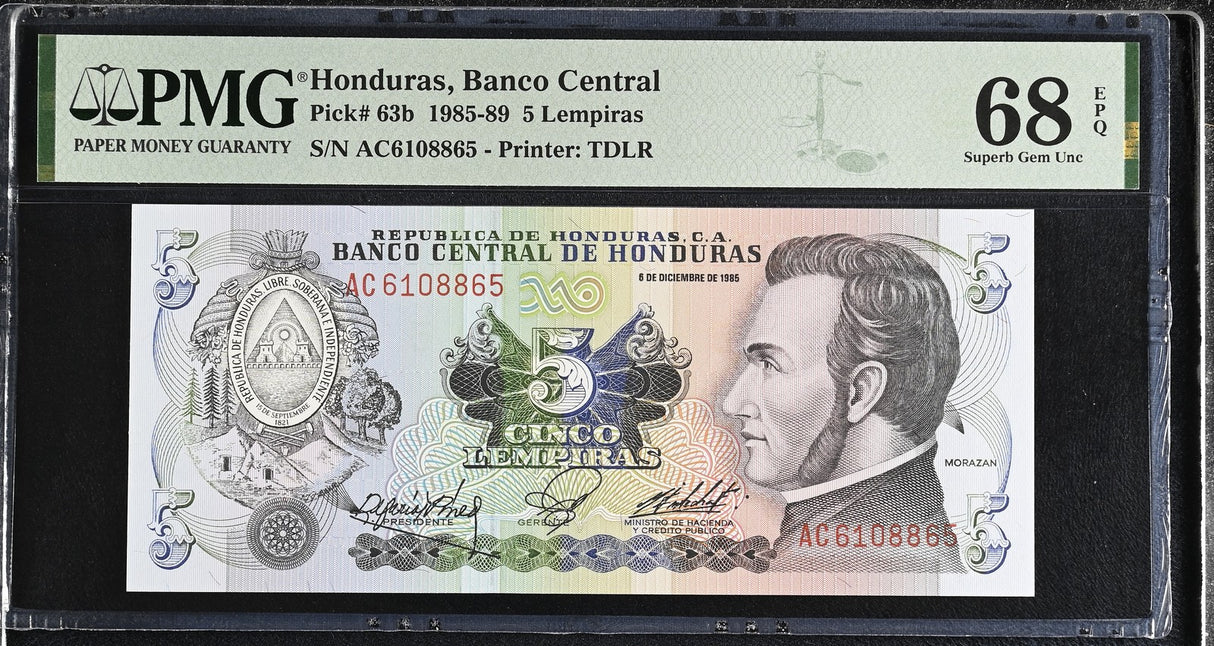 PMG®
PAPER MONEY GUARANTY
Honduras, Banco Central
Pick# 63b 1985-89 5 Lempiras
S/N AC6108865 - Printer: TDLR
68
EPQ
Superb Gem Unc
5
5
REPUBLICA DE HONDURAS, C.A.
BANCO CENTRAL DE HONDURAS
AC6108865
6 DE DICIEMBRE DE 1985
REPUBLICA DE HONDURAS, LIBRE, SOBERANA E INDEPENDIENTE
15 DE SEPTIEMBRE
1821
5
CINCO
LEMPIRAS
MORAZAN
PRESIDENTE
GERENTE
MINISTRO DE HACIENDA
Y CREDITO PUBLICO
AC6108865
5
5